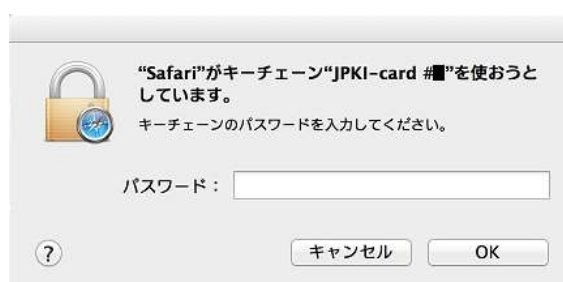 “Safari”がキーチェーン“JPKI-card #■”を使おうと
しています。
キーチェーンのパスワードを入力してください。
パスワード：
?
キャンセル
OK